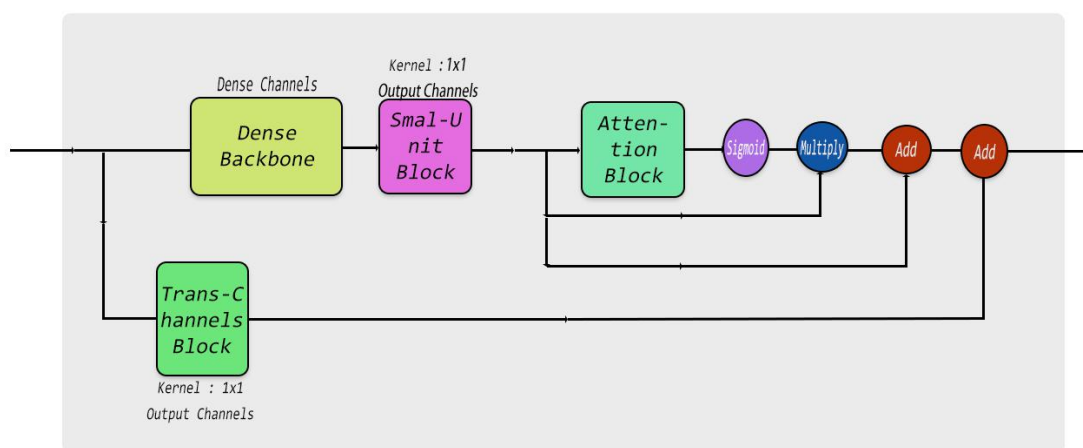 Dense Channels
Dense
Backbone
Kernel :1x1
Output Channels
Smal-U
nit
Block
Atten-
tion
Block
Sigmoid
Multiply
Add
Add
Trans-C
hannels
Block
Kernel : 1x1
Output Channels